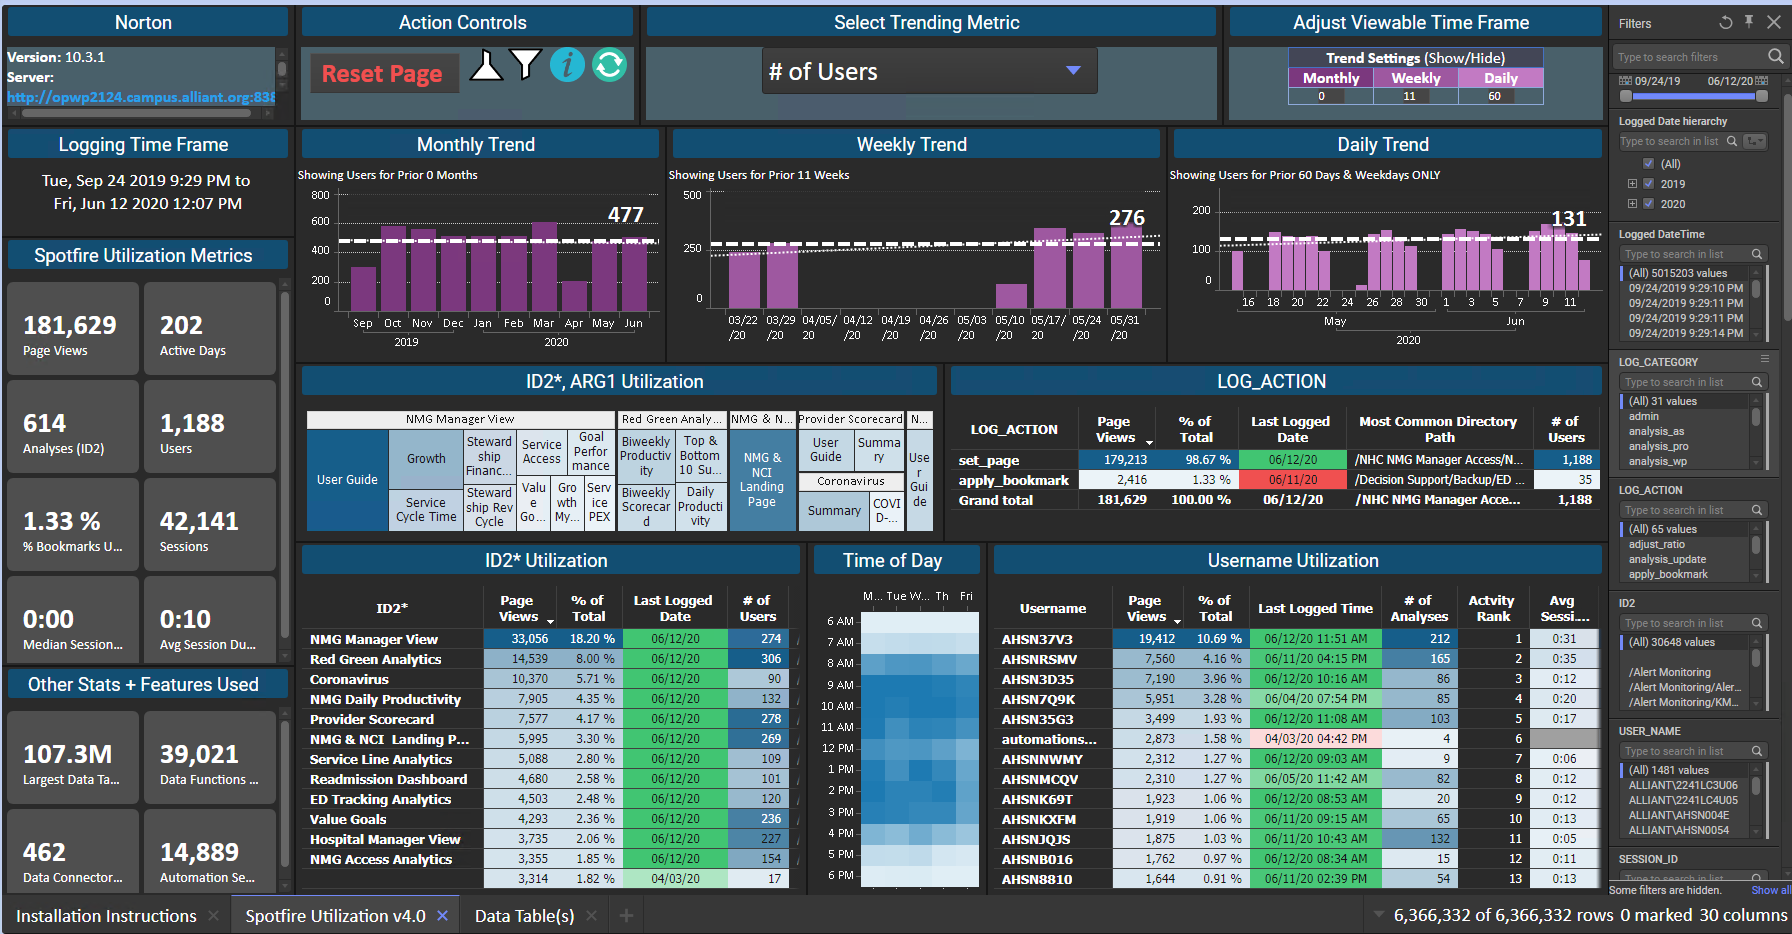 Norton
Version: 10.3.1
Server:
http://opwp2124.campus.alliant.org:838
Action Controls
Reset Page
Select Trending Metric
# of Users
Adjust Viewable Time Frame
Trend Settings (Show/Hide)
Monthly Weekly Daily
0 11 60
Logging Time Frame
Tue, Sep 24 2019 9:29 PM to
Fri, Jun 12 2020 12:07 PM
Monthly Trend
Showing Users for Prior 0 Months
800
600
400
200
0
477
Sep Oct Nov Dec Jan Feb Mar Apr May Jun
2019 2020
Weekly Trend
Showing Users for Prior 11 Weeks
500
250
0
276
03/22/20 03/29/20 04/05/20 04/12/20 04/19/20 04/26/20 05/03/20 05/10/20 05/17/20 05/24/20 05/31/20
Daily Trend
Showing Users for Prior 60 Days & Weekdays ONLY
200
100
0
131
16 18 20 22 24 26 28 30 1 3 5 7 9 11
May Jun
2020
Spotfire Utilization Metrics
181,629
Page Views
202
Active Days
614
Analyses (ID2)
1,188
Users
1.33 %
% Bookmarks U...
42,141
Sessions
0:00
Median Session...
0:10
Avg Session Du...
Other Stats + Features Used
107.3M
Largest Data Ta...
39,021
Data Functions ...
462
Data Connector...
14,889
Automation Se...
ID2*, ARG1 Utilization
NMG Manager View
User Guide
Growth
Service Cycle Time
Steward ship Financ...
Steward ship Rev Cycle
Service Access
Goal Perfor mance
Valu e Go...
Gro wth My...
Serv ice PEX
Red Green Analy...
Biweekly Productiv ity
Top & Bottom 10 Su...
Biweekly Scorecar d
Daily Producti vity
NMG & N...
NMG & NCI Landing Page
Provider Scorecard
User Guide
Summa ry
Coronavirus
Summary
COVI D-...
N...
Use r Gui de
LOG_ACTION
LOG_ACTION Page Views % of Total Last Logged Date Most Common Directory Path # of Users
set_page 179,213 98.67 % 06/12/20 /NHC NMG Manager Access/N... 1,188
apply_bookmark 2,416 1.33 % 06/11/20 /Decision Support/Backup/ED ... 35
Grand total 181,629 100.00 % 06/12/20 /NHC NMG Manager Acce... 1,188
ID2* Utilization
ID2* Page Views % of Total Last Logged Date # of Users
NMG Manager View 33,056 18.20 % 06/12/20 274
Red Green Analytics 14,539 8.00 % 06/12/20 306
Coronavirus 10,370 5.71 % 06/12/20 90
NMG Daily Productivity 7,905 4.35 % 06/12/20 132
Provider Scorecard 7,577 4.17 % 06/12/20 278
NMG & NCI Landing P... 5,995 3.30 % 06/12/20 269
Service Line Analytics 5,088 2.80 % 06/12/20 109
Readmission Dashboard 4,680 2.58 % 06/12/20 101
ED Tracking Analytics 4,503 2.48 % 06/12/20 120
Value Goals 4,293 2.36 % 06/12/20 236
Hospital Manager View 3,735 2.06 % 06/12/20 227
NMG Access Analytics 3,355 1.85 % 06/12/20 154
3,314 1.82 % 04/03/20 17
Time of Day
M... Tue W... Th Fri
6 AM
7 AM
8 AM
9 AM
10 AM
11 AM
12 PM
1 PM
2 PM
3 PM
4 PM
5 PM
6 PM
Username Utilization
Username Page Views % of Total Last Logged Time # of Analyses Actvity Rank Avg Sessi....
AHSN37V3 19,412 10.69 % 06/12/20 11:51 AM 212 1 0:31
AHSNRSMV 7,560 4.16 % 06/11/20 04:15 PM 165 2 0:35
AHSN3D35 7,190 3.96 % 06/12/20 10:16 AM 86 3 0:12
AHSN7Q9K 5,951 3.28 % 06/04/20 07:54 PM 85 4 0:20
AHSN35G3 3,499 1.93 % 06/12/20 11:08 AM 103 5 0:17
automations... 2,873 1.58 % 04/03/20 04:42 PM 4 6
AHSNNWMY 2,312 1.27 % 06/12/20 09:03 AM 9 7 0:06
AHSNMCQV 2,310 1.27 % 06/05/20 11:42 AM 82 8 0:12
AHSNK69T 1,923 1.06 % 06/12/20 08:53 AM 20 9 0:12
AHSNKXFM 1,919 1.06 % 06/11/20 09:15 AM 65 10 0:13
AHSNJQJS 1,875 1.03 % 06/11/20 10:43 AM 132 11 0:05
AHSNB016 1,762 0.97 % 06/12/20 08:34 AM 15 12 0:11
AHSN8810 1,644 0.91 % 06/11/20 02:39 PM 54 13 0:13
Filters
Type to search filters
09/24/19 06/12/20
Logged Date hierarchy
Type to search in list
(All)
2019
2020
Logged DateTime
Type to search in list
(All) 5015203 values
09/24/2019 9:29:10 PM
09/24/2019 9:29:11 PM
09/24/2019 9:29:11 PM
09/24/2019 9:29:14 PM
LOG_CATEGORY
Type to search in list
(All) 31 values
admin
analysis_as
analysis_pro
analysis_wp
LOG_ACTION
Type to search in list
(All) 65 values
adjust_ratio
analysis_update
apply_bookmark
ID2
Type to search in list
(All) 30648 values
/Alert Monitoring
/Alert Monitoring/Aler...
/Alert Monitoring/KM...
USER_NAME
Type to search in list
(All) 1481 values
ALLIANT\2241LC3U06
ALLIANT\2241LC4U05
ALLIANT\AHSN004E
ALLIANT\AHSN0054
SESSION_ID
Type to search in list
Some filters are hidden. Show all
Installation Instructions
Spotfire Utilization v4.0
Data Table(s)
6,366,332 of 6,366,332 rows 0 marked 30 columns